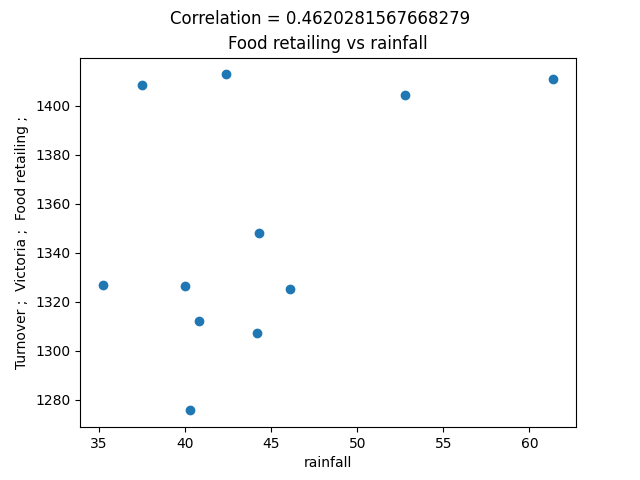 Correlation = 0.4620281567668279
Food retailing vs rainfall
Turnover ;  Victoria ;  Food retailing ;
1400
1380
1360
1340
1320
1300
1280
35 40 45 50 55 60
rainfall